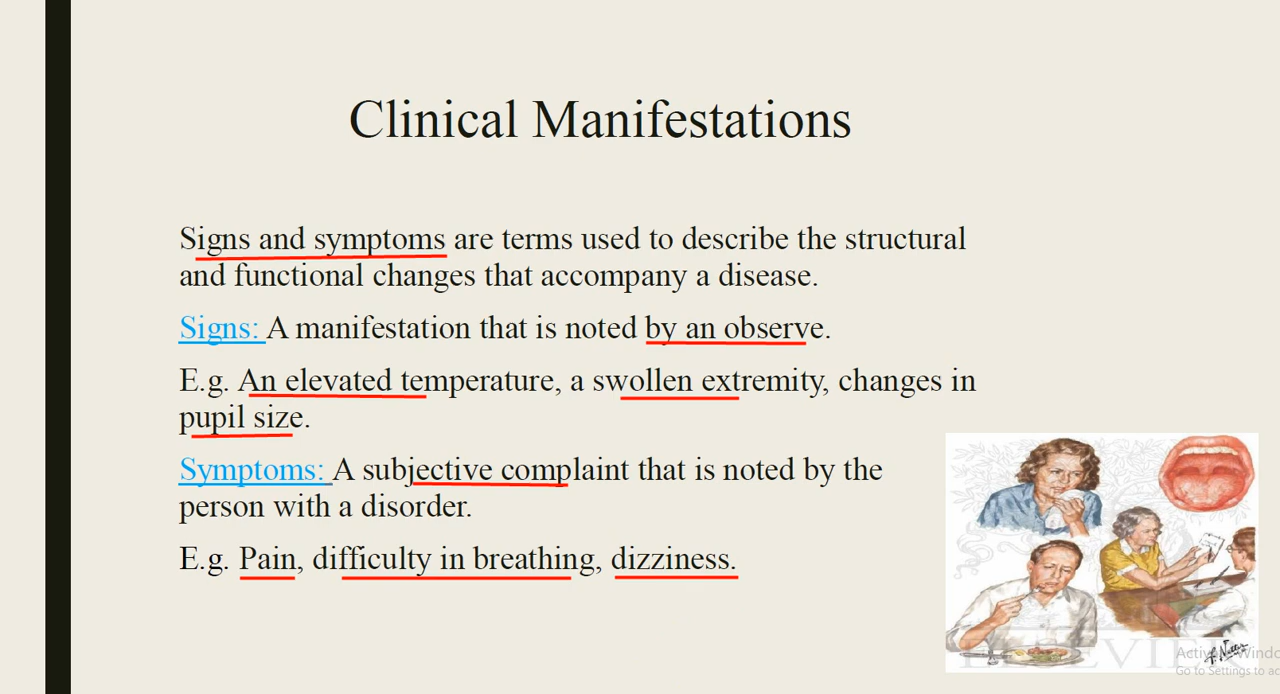 Clinical Manifestations
Signs and symptoms are terms used to describe the structural
and functional changes that accompany a disease.
Signs: A manifestation that is noted by an observe.
E.g. An elevated temperature, a swollen extremity, changes in
pupil size.
Symptoms: A subjective complaint that is noted by the
person with a disorder.
E.g. Pain, difficulty in breathing, dizziness.
ELSEVIER
Go to Settings to ac